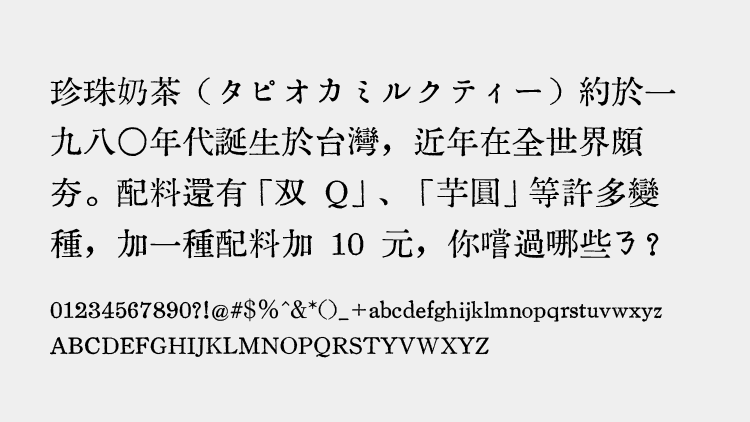 珍珠奶茶（タピオカミルクティー）約於一
九八〇年代誕生於台灣，近年在全世界頗
夯。配料還有「双 Q」、「芋圓」等許多變
種，加一種配料加 10 元，你嚐過哪些ㄋ？
01234567890?!@#$%^&*()_+abcdefghijklmnopqrstuvwxyz
ABCDEFGHIJKLMNOPQRSTYVWXYZ